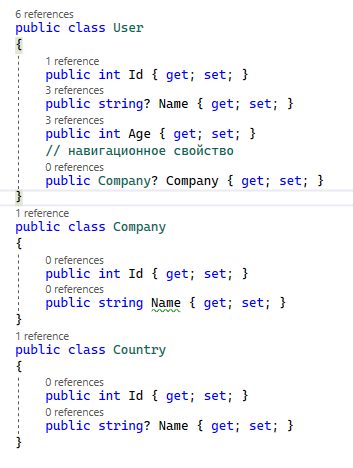 6 references
public class User
{
1 reference
public int Id { get; set; }
3 references
public string? Name { get; set; }
3 references
public int Age { get; set; }
// навигационное свойство
0 references
public Company? Company { get; set; }
}
1 reference
public class Company
{
0 references
public int Id { get; set; }
0 references
public string Name { get; set; }
}
1 reference
public class Country
{
0 references
public int Id { get; set; }
0 references
public string? Name { get; set; }
}